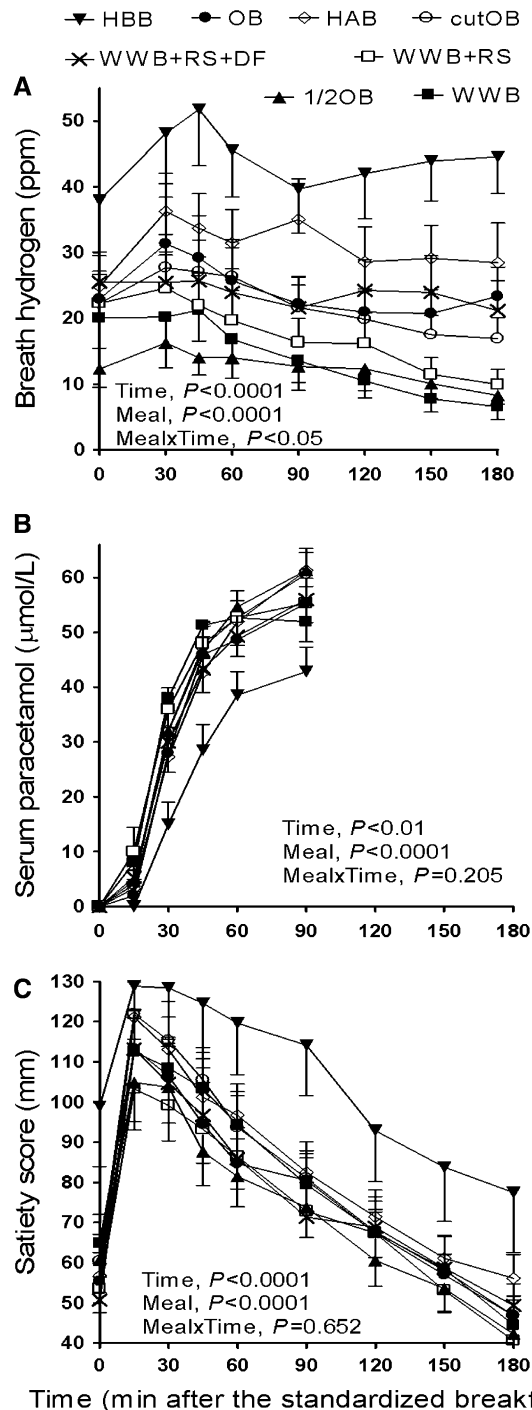 HBB OB HAB cutOB
WWB+RS+DF WWB+RS
1/2OB WWB
A
Breath hydrogen (ppm)
50
40
30
20
10
0
Time, P<0.0001
Meal, P<0.0001
MealxTime, P<0.05
0 30 60 90 120 150 180
B
Serum paracetamol (µmol/L)
60
50
40
30
20
10
0
Time, P<0.01
Meal, P<0.0001
MealxTime, P=0.205
0 30 60 90 120 150 180
C
Satiety score (mm)
130
120
110
100
90
80
70
60
50
40
Time, P<0.0001
Meal, P<0.0001
MealxTime, P=0.652
0 30 60 90 120 150 180
Time (min after the standardized breakf